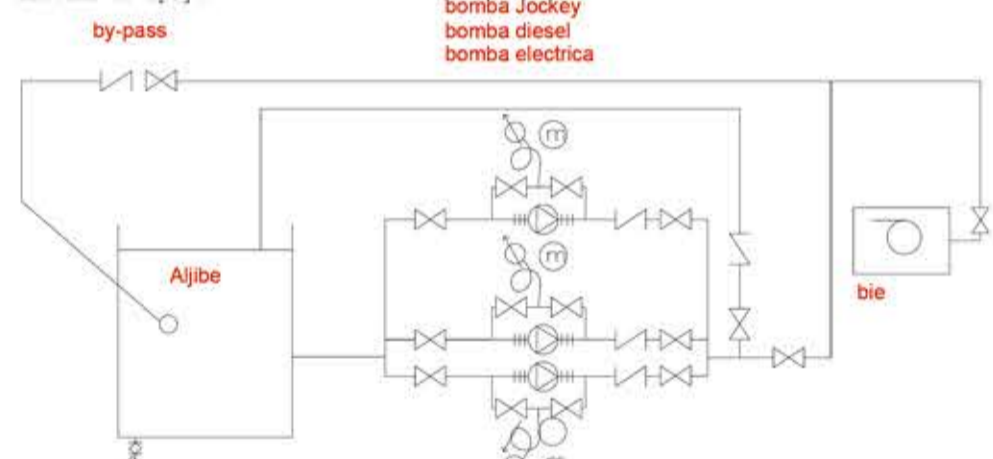 bomba Jockey
by-pass
bomba diesel
bomba electrica
m
m
Aljibe
bie